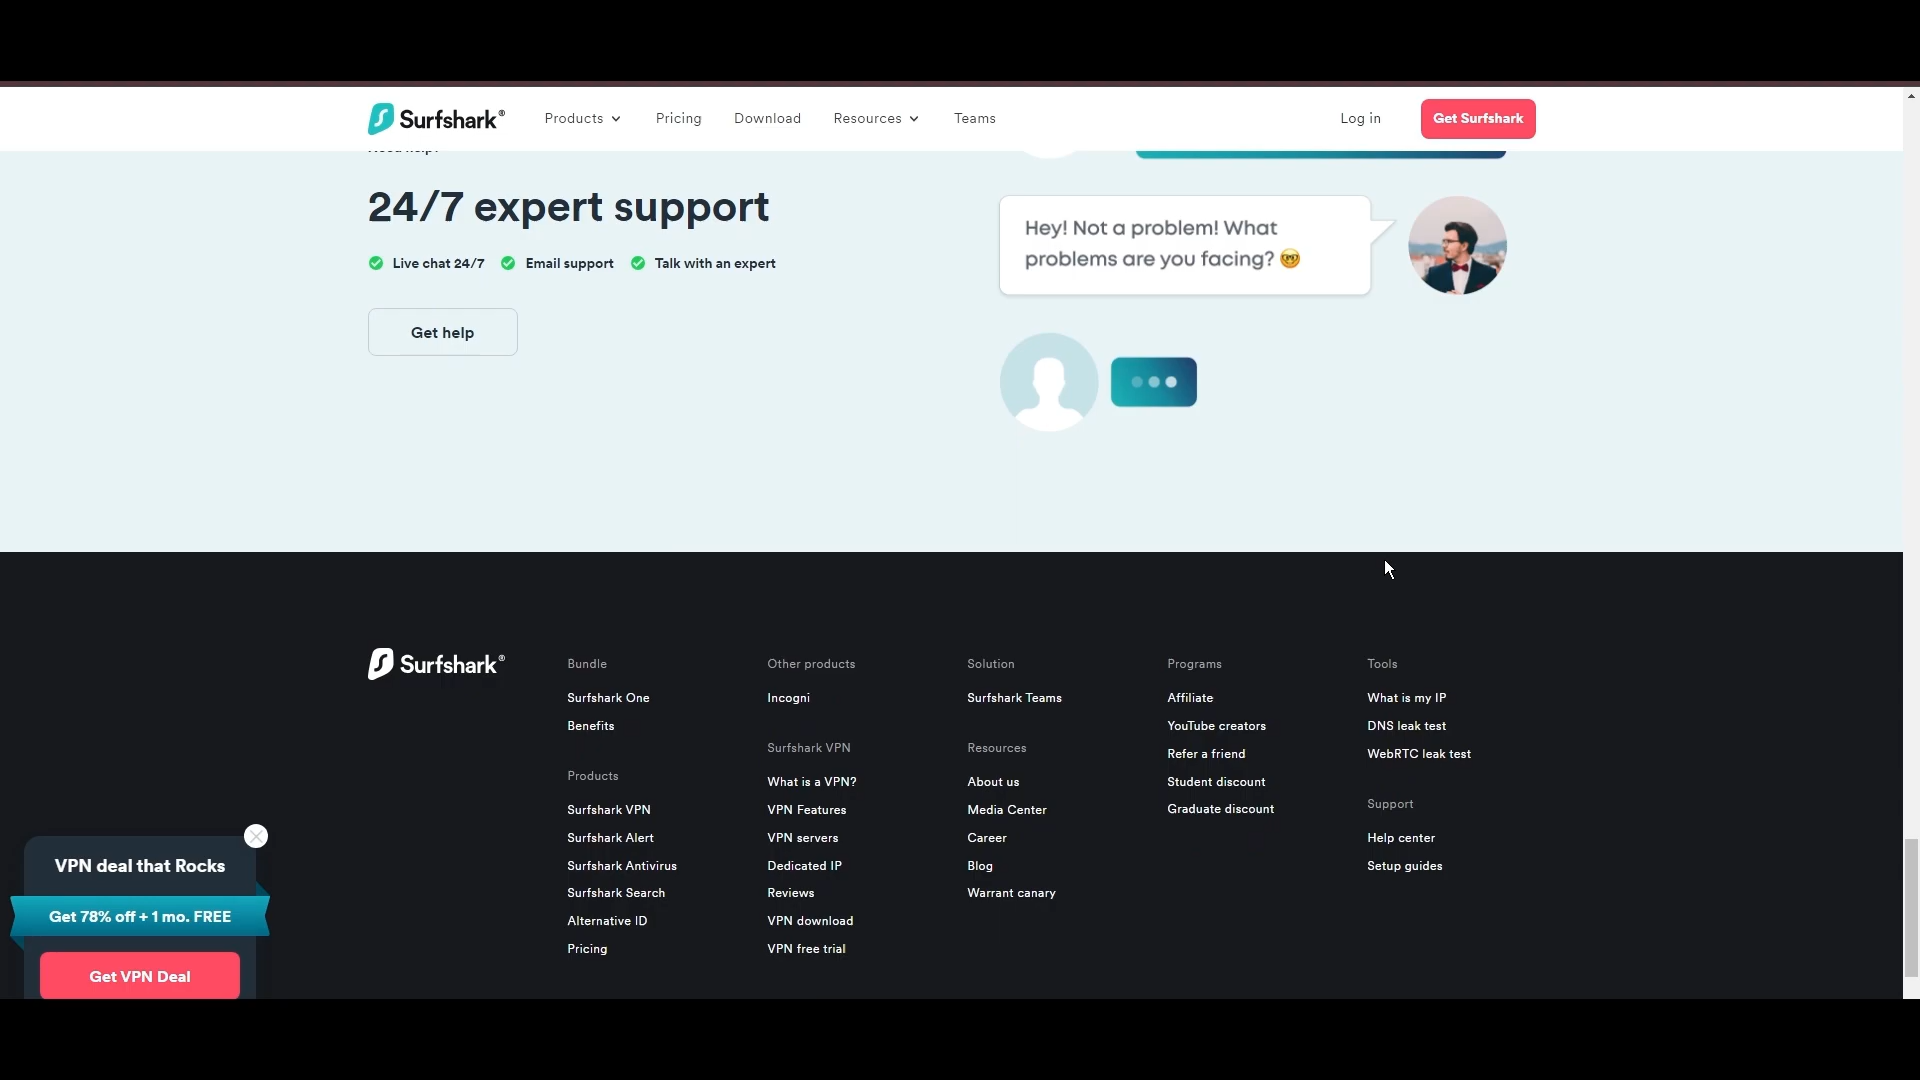 Surfshark®
Products
Pricing
Download
Resources
Teams
Log in
Get Surfshark
24/7 expert support
Live chat 24/7
Email support
Talk with an expert
Get help
Hey! Not a problem! What
problems are you facing? 🤓
Surfshark®
Bundle
Surfshark One
Benefits
Products
Surfshark VPN
Surfshark Alert
Surfshark Antivirus
Surfshark Search
Alternative ID
Pricing
Other products
Incogni
Surfshark VPN
What is a VPN?
VPN Features
VPN servers
Dedicated IP
Reviews
VPN download
VPN free trial
Solution
Surfshark Teams
Resources
About us
Media Center
Career
Blog
Warrant canary
Programs
Affiliate
YouTube creators
Refer a friend
Student discount
Graduate discount
Tools
What is my IP
DNS leak test
WebRTC leak test
Support
Help center
Setup guides
VPN deal that Rocks
Get 78% off + 1 mo. FREE
Get VPN Deal